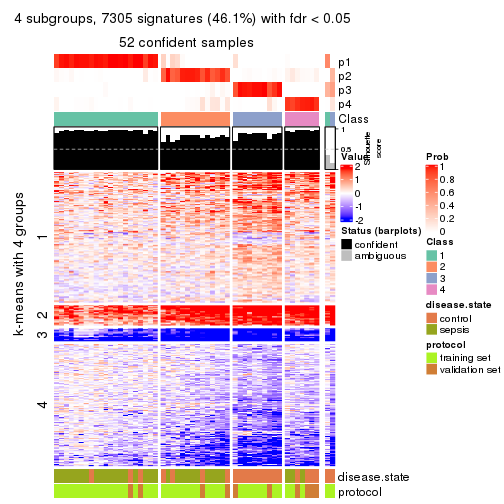 4 subgroups, 7305 signatures (46.1%) with fdr < 0.05
52 confident samples
p1
p2
p3
p4
Class
1
0.5
0
Silhouette
score
k-means with 4 groups
1
2
3
4
disease.state
protocol
Value
2
1
0
-1
-2
Status (barplots)
confident
ambiguous
Prob
1
0.8
0.6
0.4
0.2
0
Class
1
2
3
4
disease.state
control
sepsis
protocol
training set
validation set